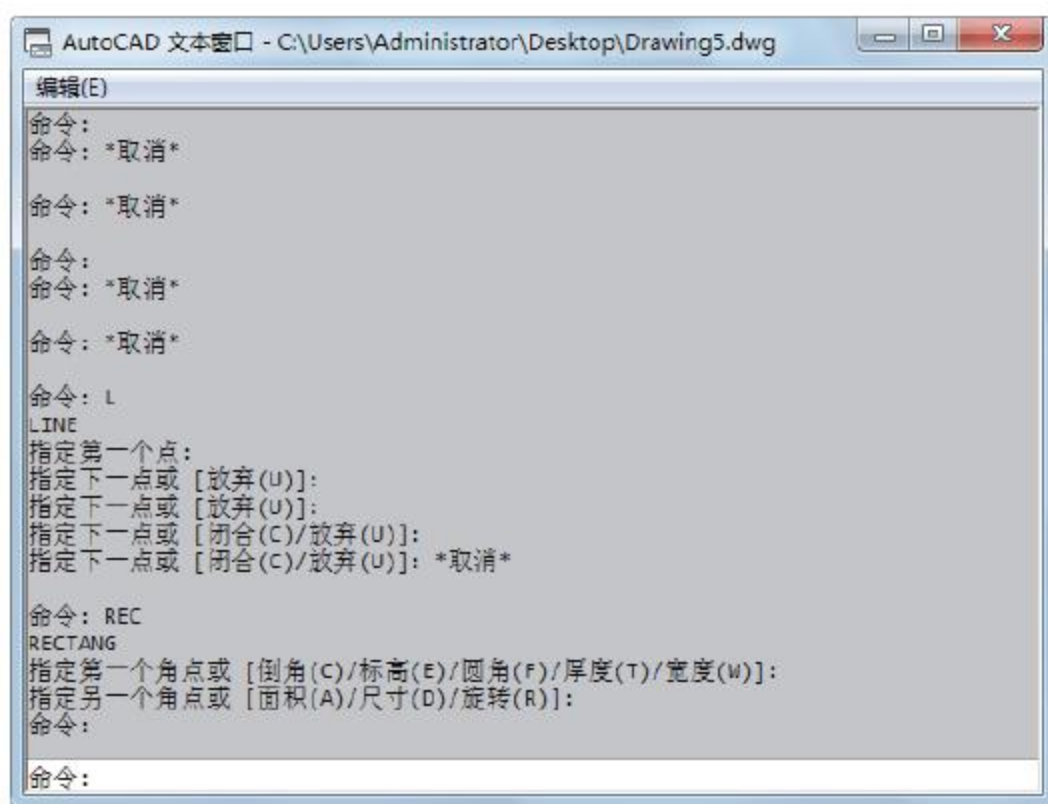 AutoCAD 文本窗口 - C:\Users\Administrator\Desktop\Drawing5.dwg
编辑(E)
命令:
命令: *取消*
命令: *取消*
命令:
命令: *取消*
命令: *取消*
命令: L
LINE
指定第一个点:
指定下一点或 [放弃(U)]:
指定下一点或 [放弃(U)]:
指定下一点或 [闭合(C)/放弃(U)]:
指定下一点或 [闭合(C)/放弃(U)]: *取消*
命令: REC
RECTANG
指定第一个角点或 [倒角(C)/标高(E)/圆角(F)/厚度(T)/宽度(W)]:
指定另一个角点或 [面积(A)/尺寸(D)/旋转(R)]:
命令:
命令: